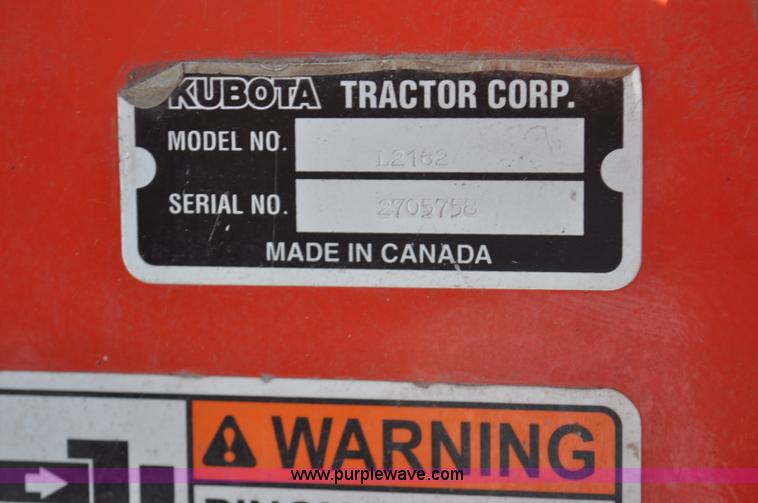 KUBOTA TRACTOR CORP.
MODEL NO. L2162
SERIAL NO. 2705758
MADE IN CANADA
WARNING
www.purplewave.com